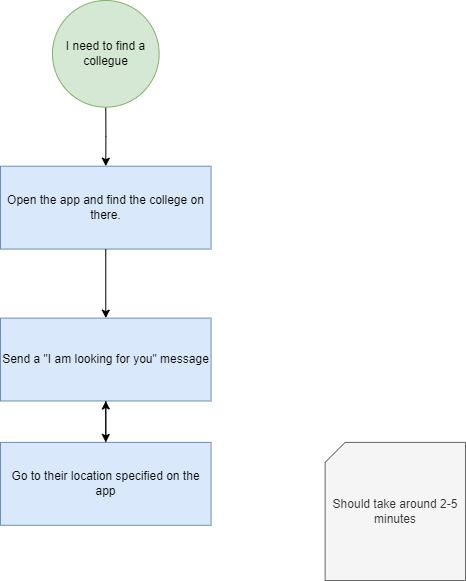 I need to find a
collegue
Open the app and find the college on
there.
Send a "I am looking for you" message
Go to their location specified on the
app
Should take around 2-5
minutes